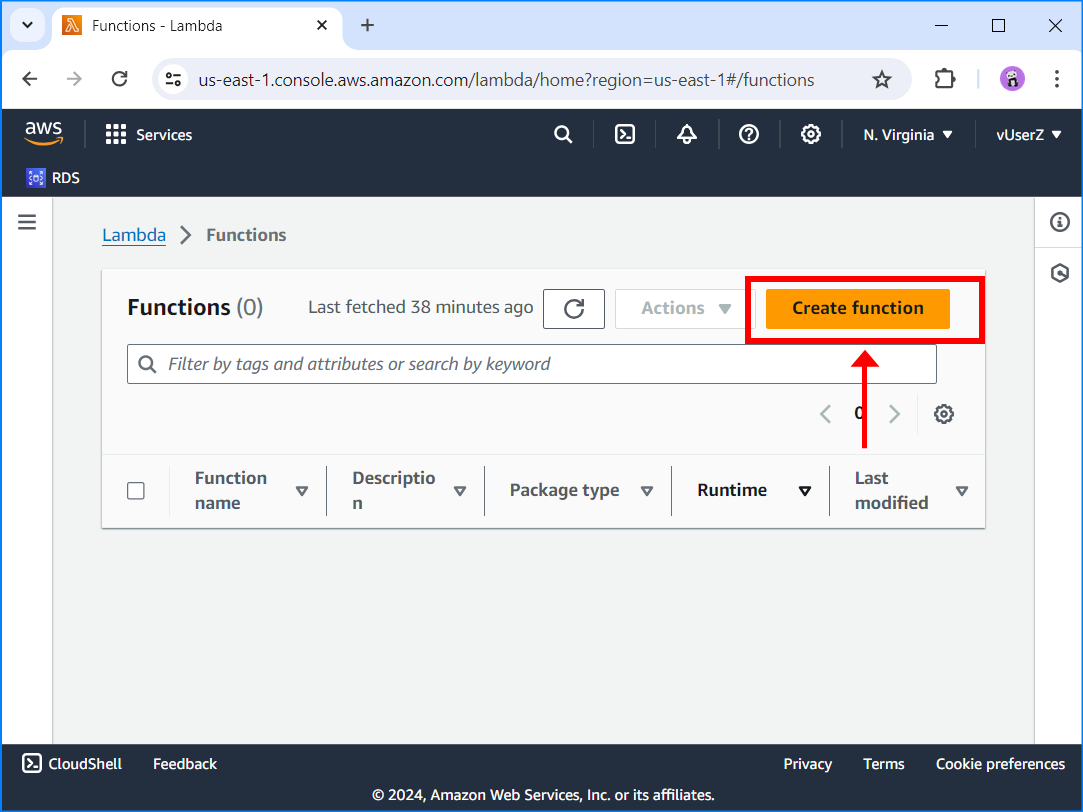 Functions - Lambda
us-east-1.console.aws.amazon.com/lambda/home?region=us-east-1#/functions
aws Services N. Virginia vUserZ
RDS
Lambda Functions
Functions (0) Last fetched 38 minutes ago Actions Create function
Filter by tags and attributes or search by keyword
0
Function name
Descriptio
n
Package type
Runtime
Last modified
CloudShell Feedback Privacy Terms Cookie preferences
© 2024, Amazon Web Services, Inc. or its affiliates.